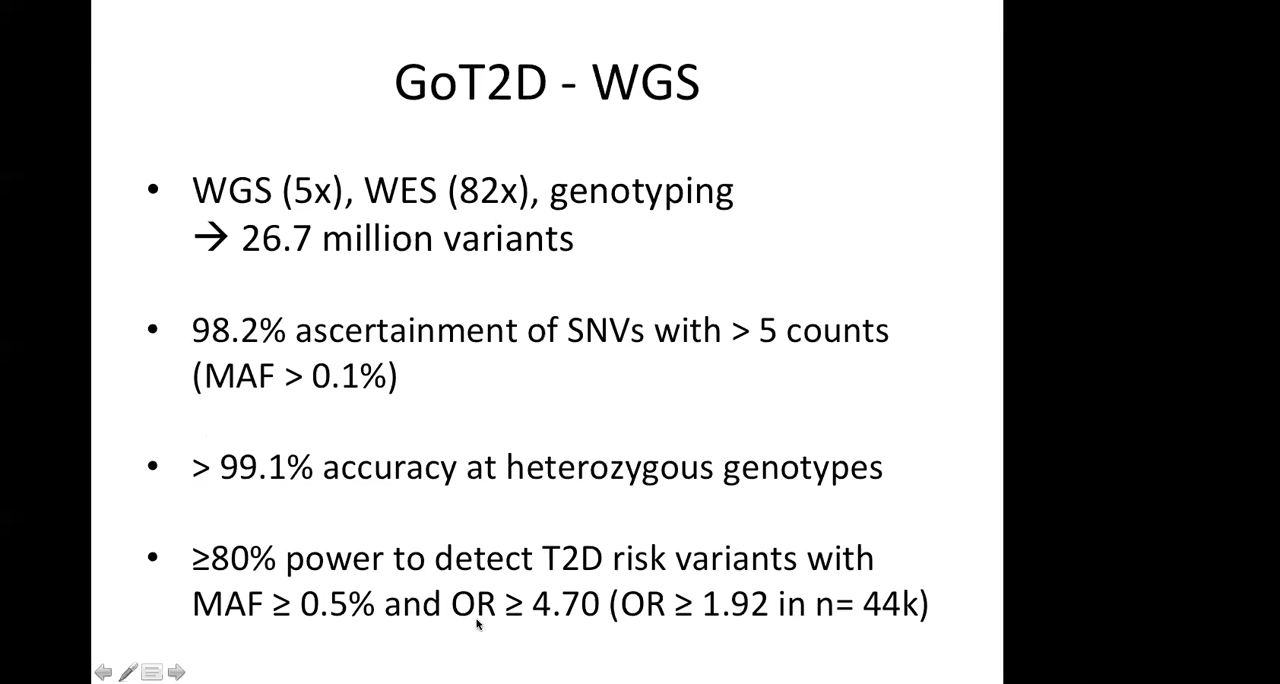 GoT2D - WGS
• WGS (5x), WES (82x), genotyping
→ 26.7 million variants
• 98.2% ascertainment of SNVs with > 5 counts
(MAF > 0.1%)
• > 99.1% accuracy at heterozygous genotypes
• ≥80% power to detect T2D risk variants with
MAF ≥ 0.5% and OR ≥ 4.70 (OR ≥ 1.92 in n= 44k)